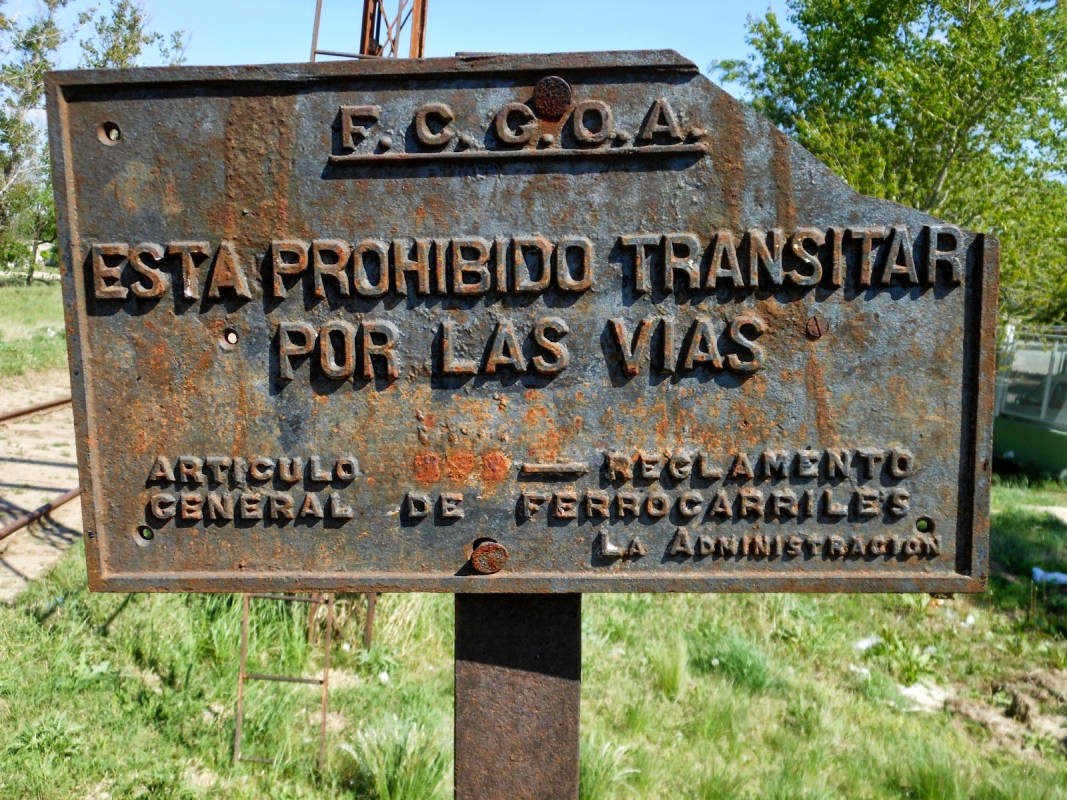 F.C.G.O.A.
ESTA PROHIBIDO TRANSITAR
POR LAS VIAS
ARTICULO — REGLAMENTO
GENERAL DE FERROCARRILES
LA ADMINISTRACION